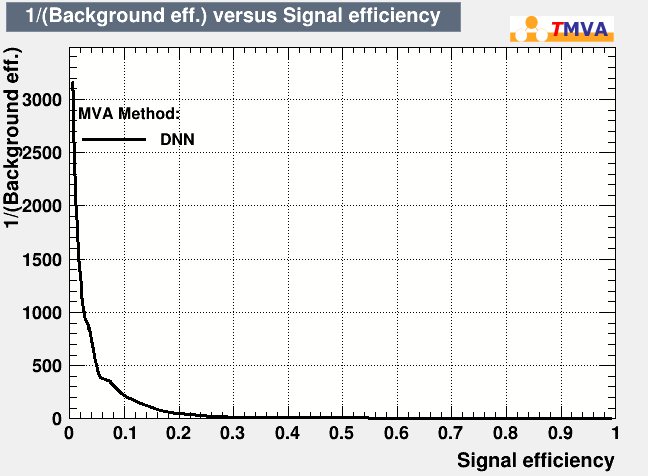 1/(Background eff.) versus Signal efficiency
TMVA
1/(Background eff.)
3000
2500
2000
1500
1000
500
0
MVA Method:
DNN
0 0.1 0.2 0.3 0.4 0.5 0.6 0.7 0.8 0.9 1
Signal efficiency